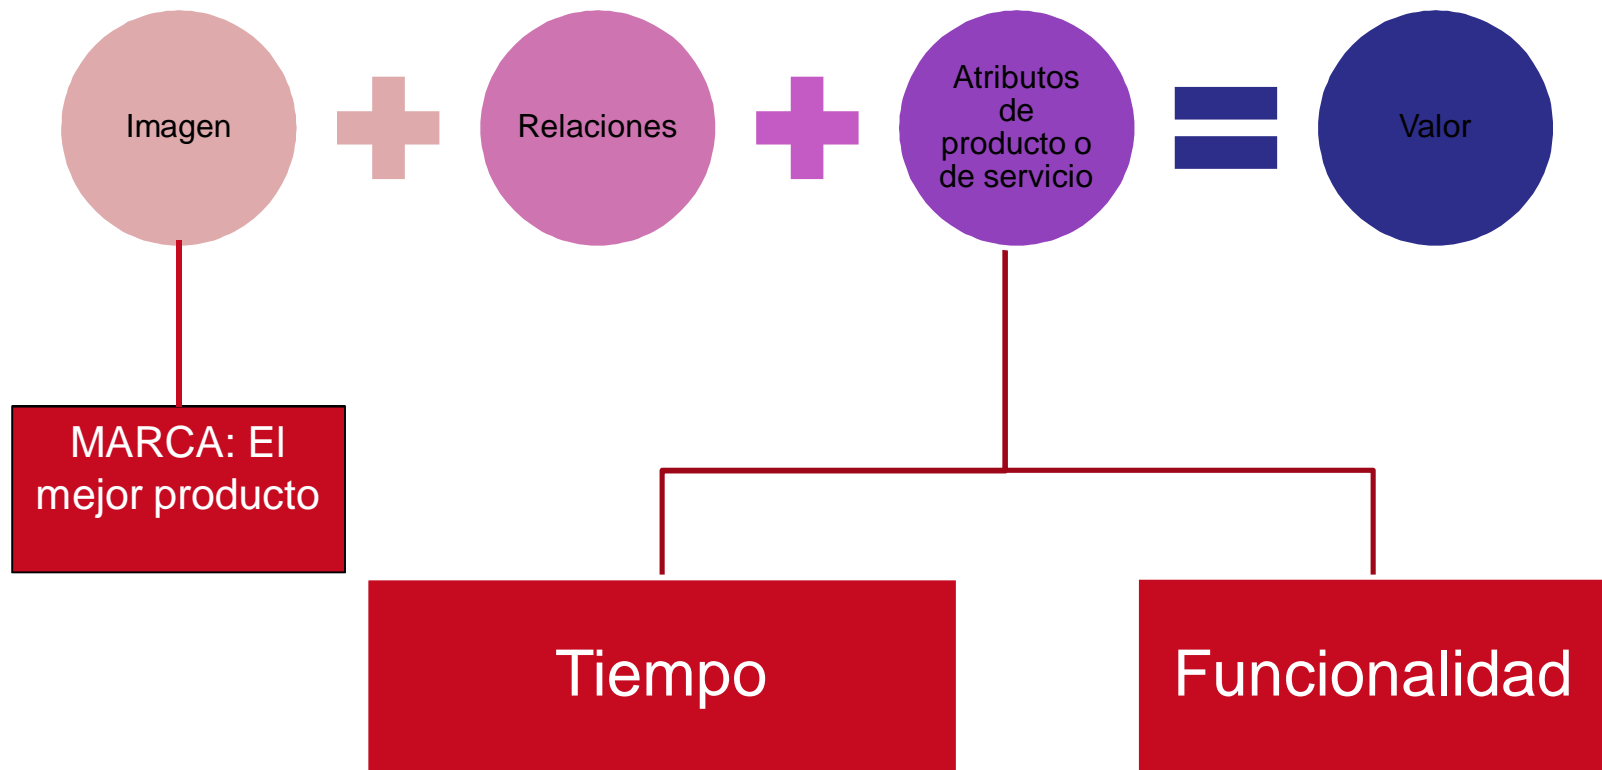 Imagen
Relaciones
Atributos
de
producto o
de servicio
Valor
MARCA: El
mejor producto
Tiempo
Funcionalidad